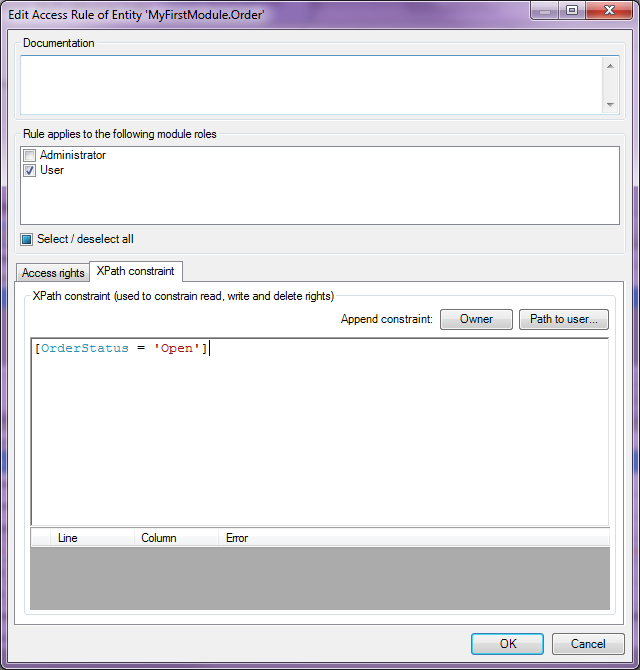 Edit Access Rule of Entity 'MyFirstModule.Order'
Documentation
Rule applies to the following module roles
Administrator
User
Select / deselect all
Access rights XPath constraint
XPath constraint (used to constrain read, write and delete rights)
Append constraint: Owner Path to user...
[OrderStatus = 'Open']
Line Column Error
OK Cancel